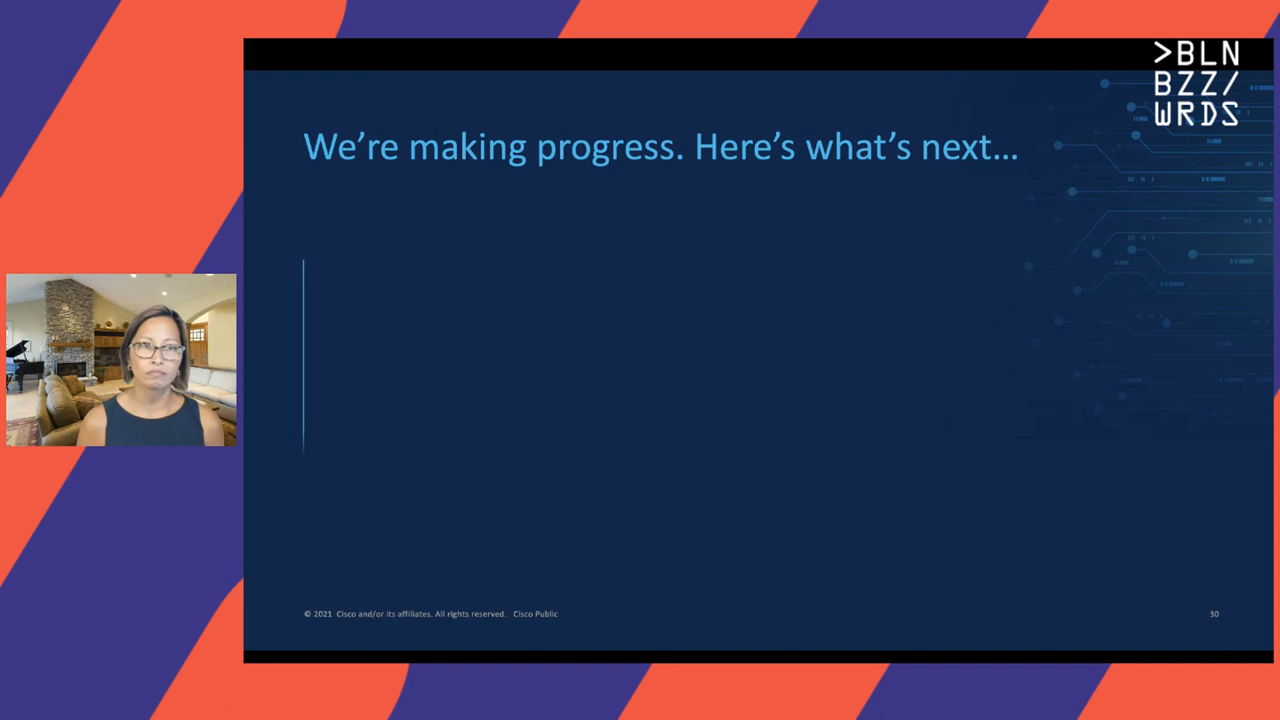 >BLN
BZZ/
WRDS
We're making progress. Here's what's next...
© 2021 Cisco and/or its affiliates. All rights reserved. Cisco Public
30